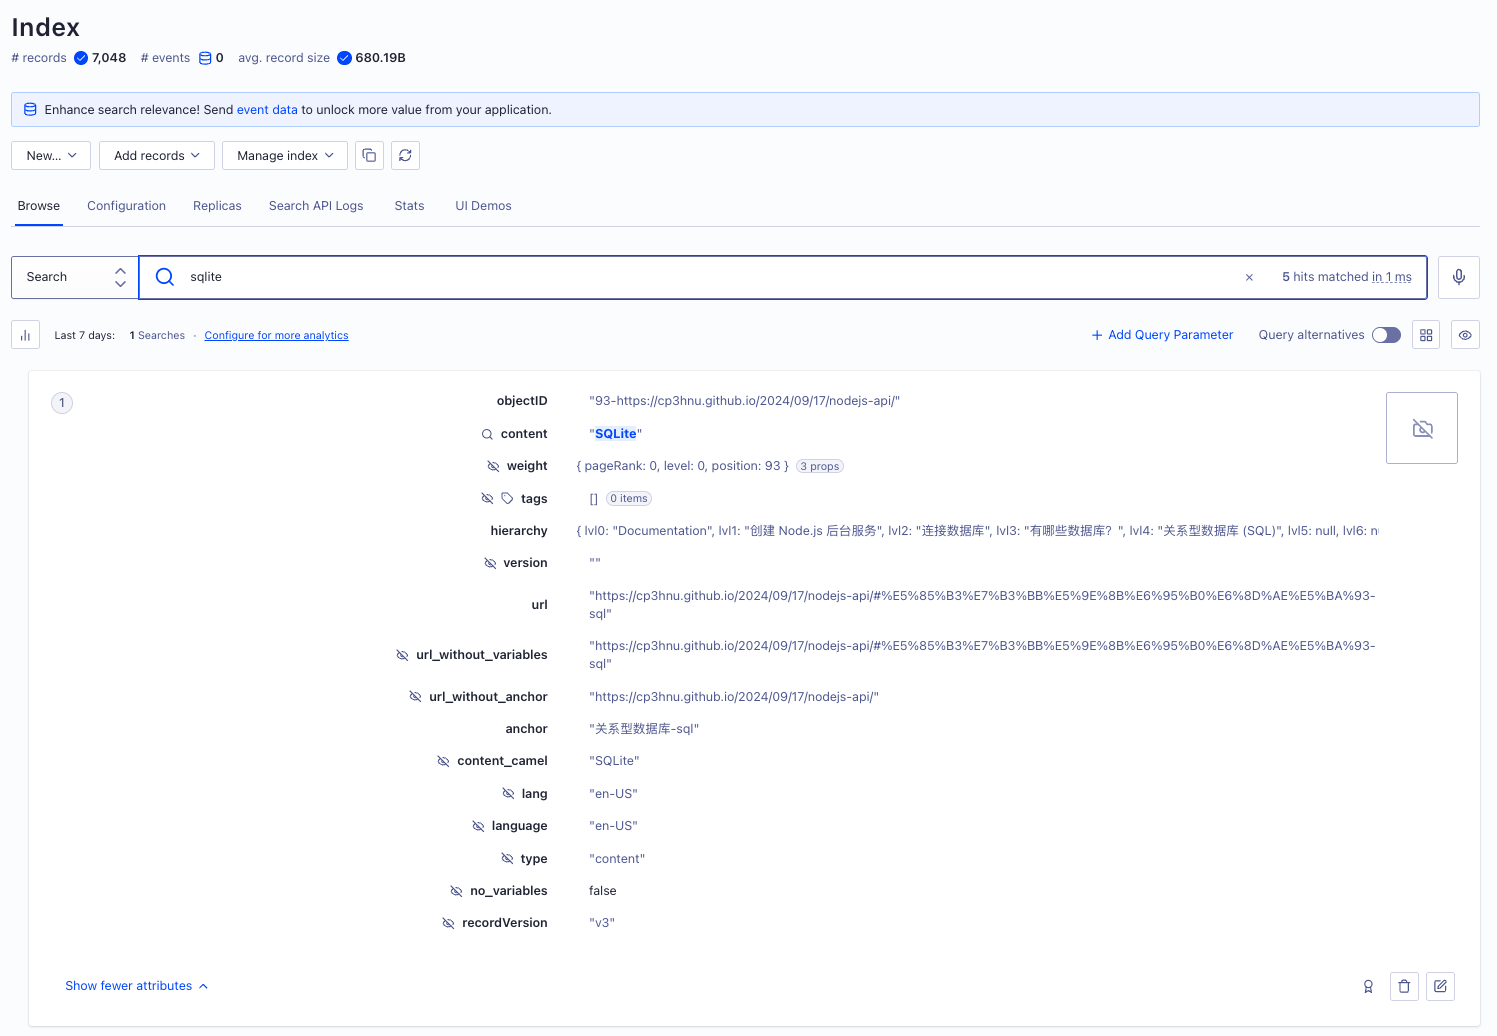 Index
# records 7,048 # events 0 avg. record size 680.19B
Enhance search relevance! Send event data to unlock more value from your application.
New... Add records Manage index
Browse Configuration Replicas Search API Logs Stats UI Demos
Search sqlite × 5 hits matched in 1 ms
Last 7 days: 1 Searches · Configure for more analytics + Add Query Parameter Query alternatives
1 objectID "93-https://cp3hnu.github.io/2024/09/17/nodejs-api/"
content "SQLite"
weight { pageRank: 0, level: 0, position: 93 } 3 props
tags [] 0 items
hierarchy { lvl0: "Documentation", lvl1: "创建 Node.js 后台服务", lvl2: "连接数据库", lvl3: "有哪些数据库？", lvl4: "关系型数据库 (SQL)", lvl5: null, lvl6:
version ""
url "https://cp3hnu.github.io/2024/09/17/nodejs-api/#%E5%85%B3%E7%B3%BB%E5%9E%8B%E6%95%B0%E6%8D%AE%E5%BA%93-
sql"
url_without_variables "https://cp3hnu.github.io/2024/09/17/nodejs-api/#%E5%85%B3%E7%B3%BB%E5%9E%8B%E6%95%B0%E6%8D%AE%E5%BA%93-
sql"
url_without_anchor "https://cp3hnu.github.io/2024/09/17/nodejs-api/"
anchor "关系型数据库-sql"
content_camel "SQLite"
lang "en-US"
language "en-US"
type "content"
no_variables false
recordVersion "v3"
Show fewer attributes